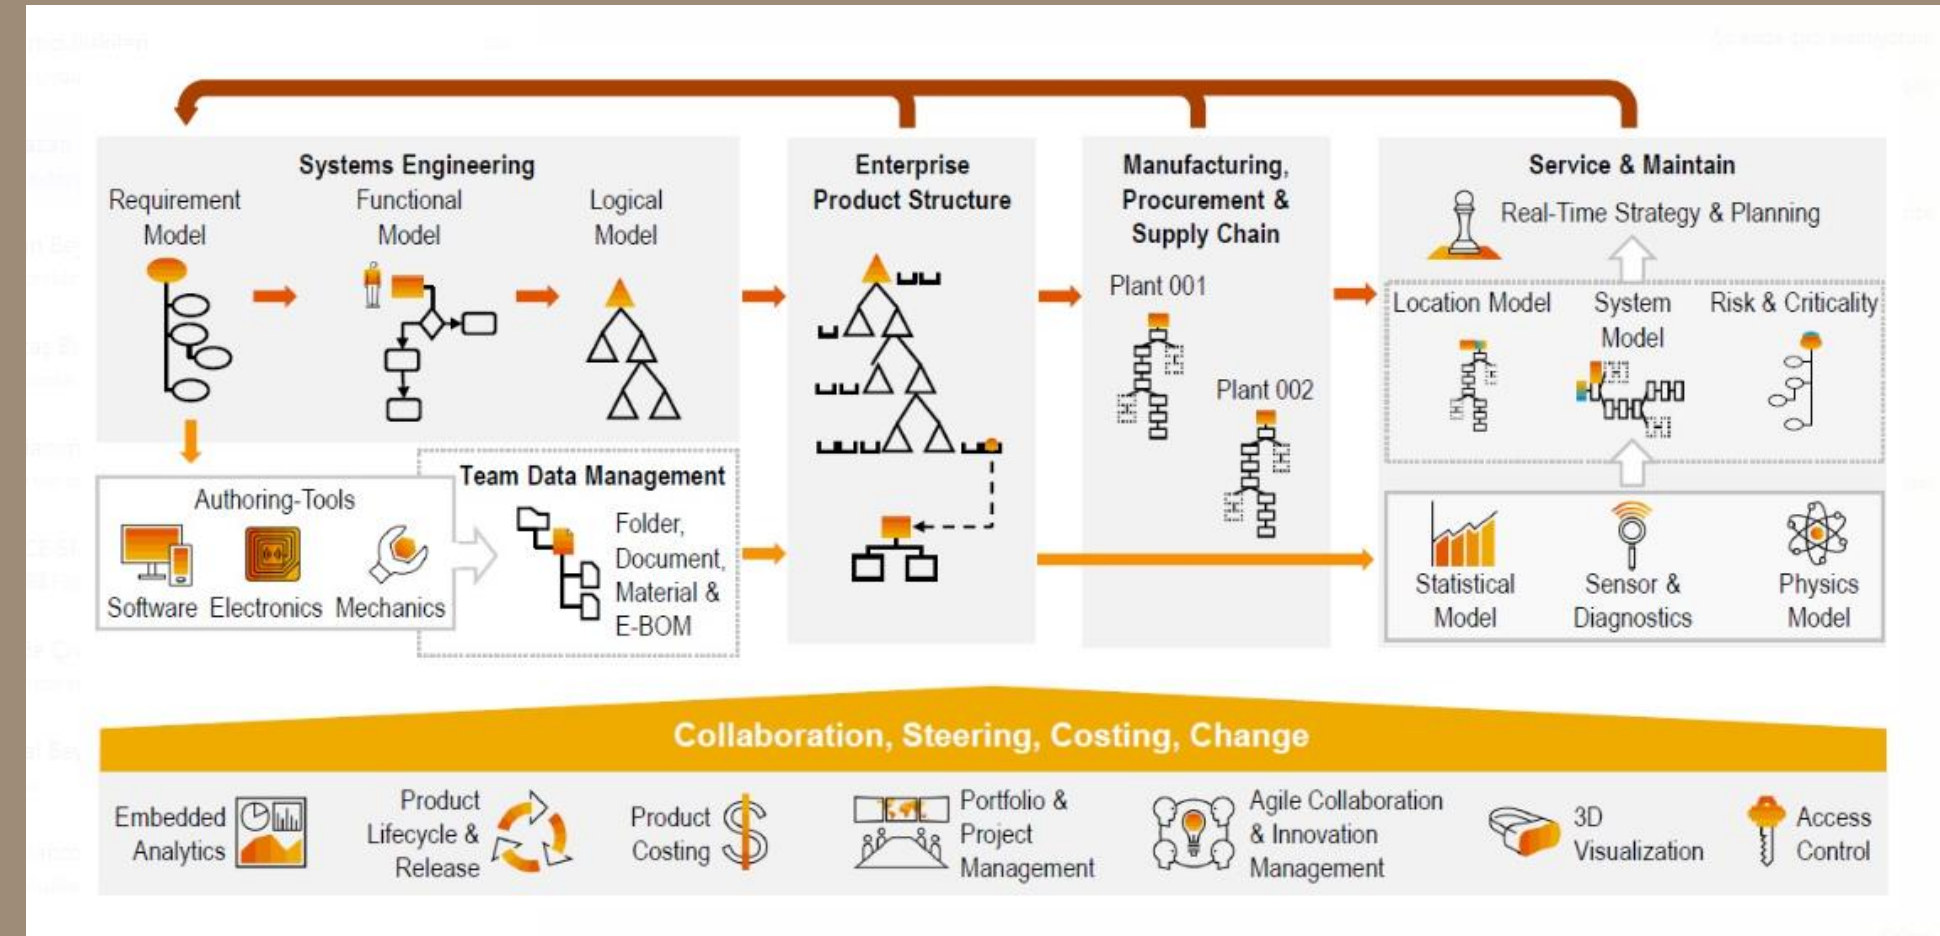 Systems Engineering
Requirement
Model
Functional
Model
Logical
Model
Authoring-Tools
Software
Electronics
Mechanics
Team Data Management
Folder,
Document,
Material &
E-BOM
Enterprise
Product Structure
Manufacturing,
Procurement &
Supply Chain
Plant 001
Plant 002
Service & Maintain
Real-Time Strategy & Planning
Location Model
System
Model
Risk & Criticality
Statistical
Model
Sensor &
Diagnostics
Physics
Model
Collaboration, Steering, Costing, Change
Embedded
Analytics
Product
Lifecycle &
Release
Product
Costing
Portfolio &
Project
Management
Agile Collaboration
& Innovation
Management
3D
Visualization
Access
Control